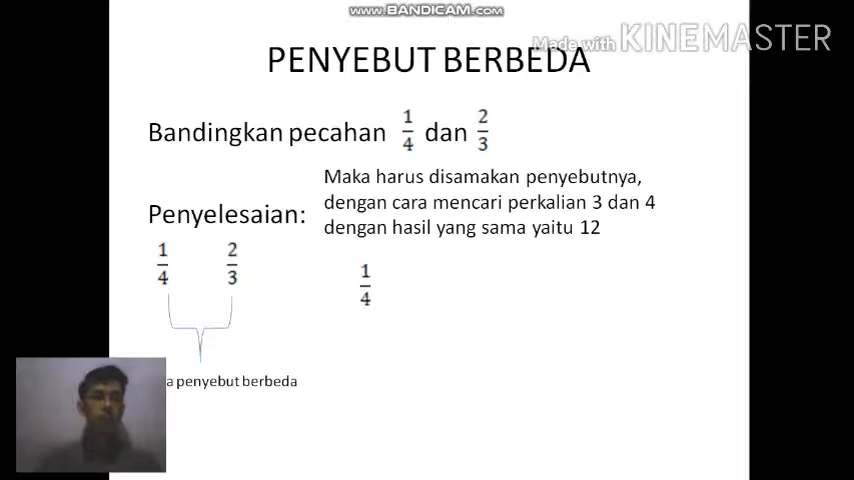 www.BANDICAM.com
Made with KINEMASTER
PENYEBUT BERBEDA
Bandingkan pecahan 1/4 dan 2/3
Maka harus disamakan penyebutnya,
dengan cara mencari perkalian 3 dan 4
dengan hasil yang sama yaitu 12
Penyelesaian:
1/4 2/3
1/4
penyebut berbeda